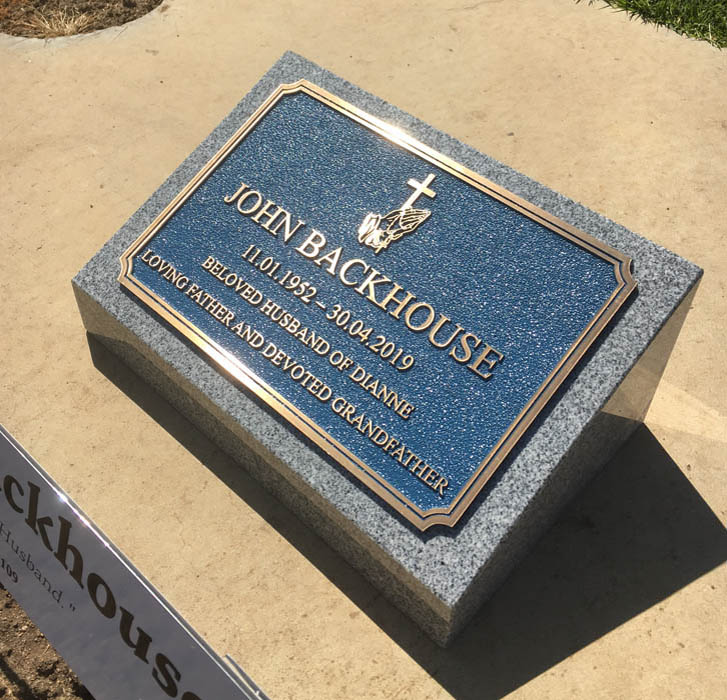 JOHN BACKHOUSE
11.01.1952 – 30.04.2019
BELOVED HUSBAND OF DIANNE
LOVING FATHER AND DEVOTED GRANDFATHER
ckhouse
Husband."
109